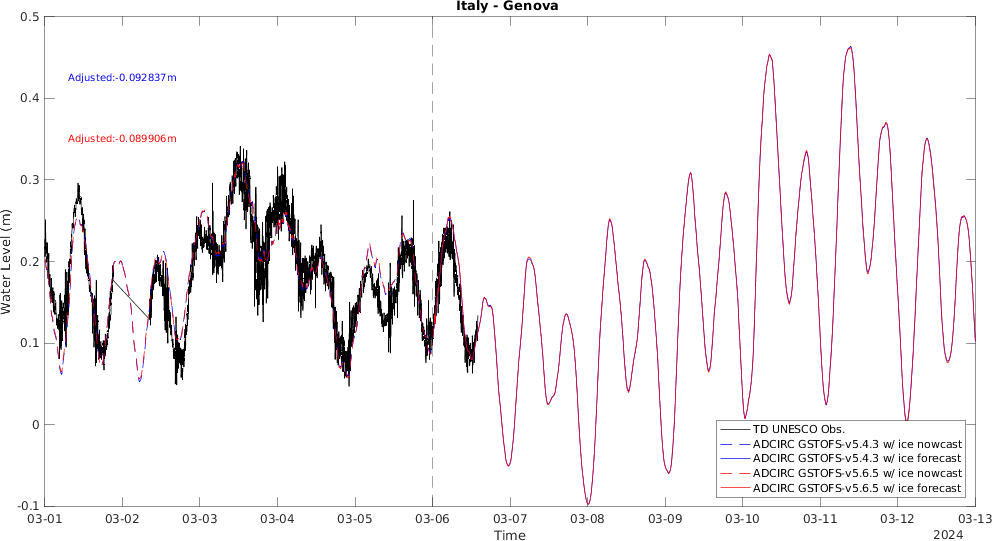 Italy - Genova
0.5
0.4
0.3
0.2
0.1
0
-0.1
Water Level (m)
Adjusted:-0.092837m
Adjusted:-0.089906m
TD UNESCO Obs.
ADCIRC GSTOFS-v5.4.3 w/ ice nowcast
ADCIRC GSTOFS-v5.4.3 w/ ice forecast
ADCIRC GSTOFS-v5.6.5 w/ ice nowcast
ADCIRC GSTOFS-v5.6.5 w/ ice forecast
03-01 03-02 03-03 03-04 03-05 03-06 03-07 03-08 03-09 03-10 03-11 03-12 03-13
Time
2024